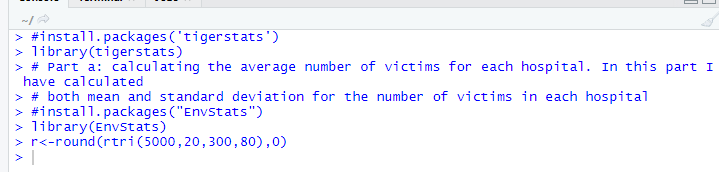 ~/
> #install.packages('tigerstats')
> library(tigerstats)
> # Part a: calculating the average number of victims for each hospital. In this part I
have calculated
> # both mean and standard deviation for the number of victims in each hospital
> #install.packages("EnvStats")
> library(EnvStats)
> r<-round(rtri(5000,20,300,80),0)
>